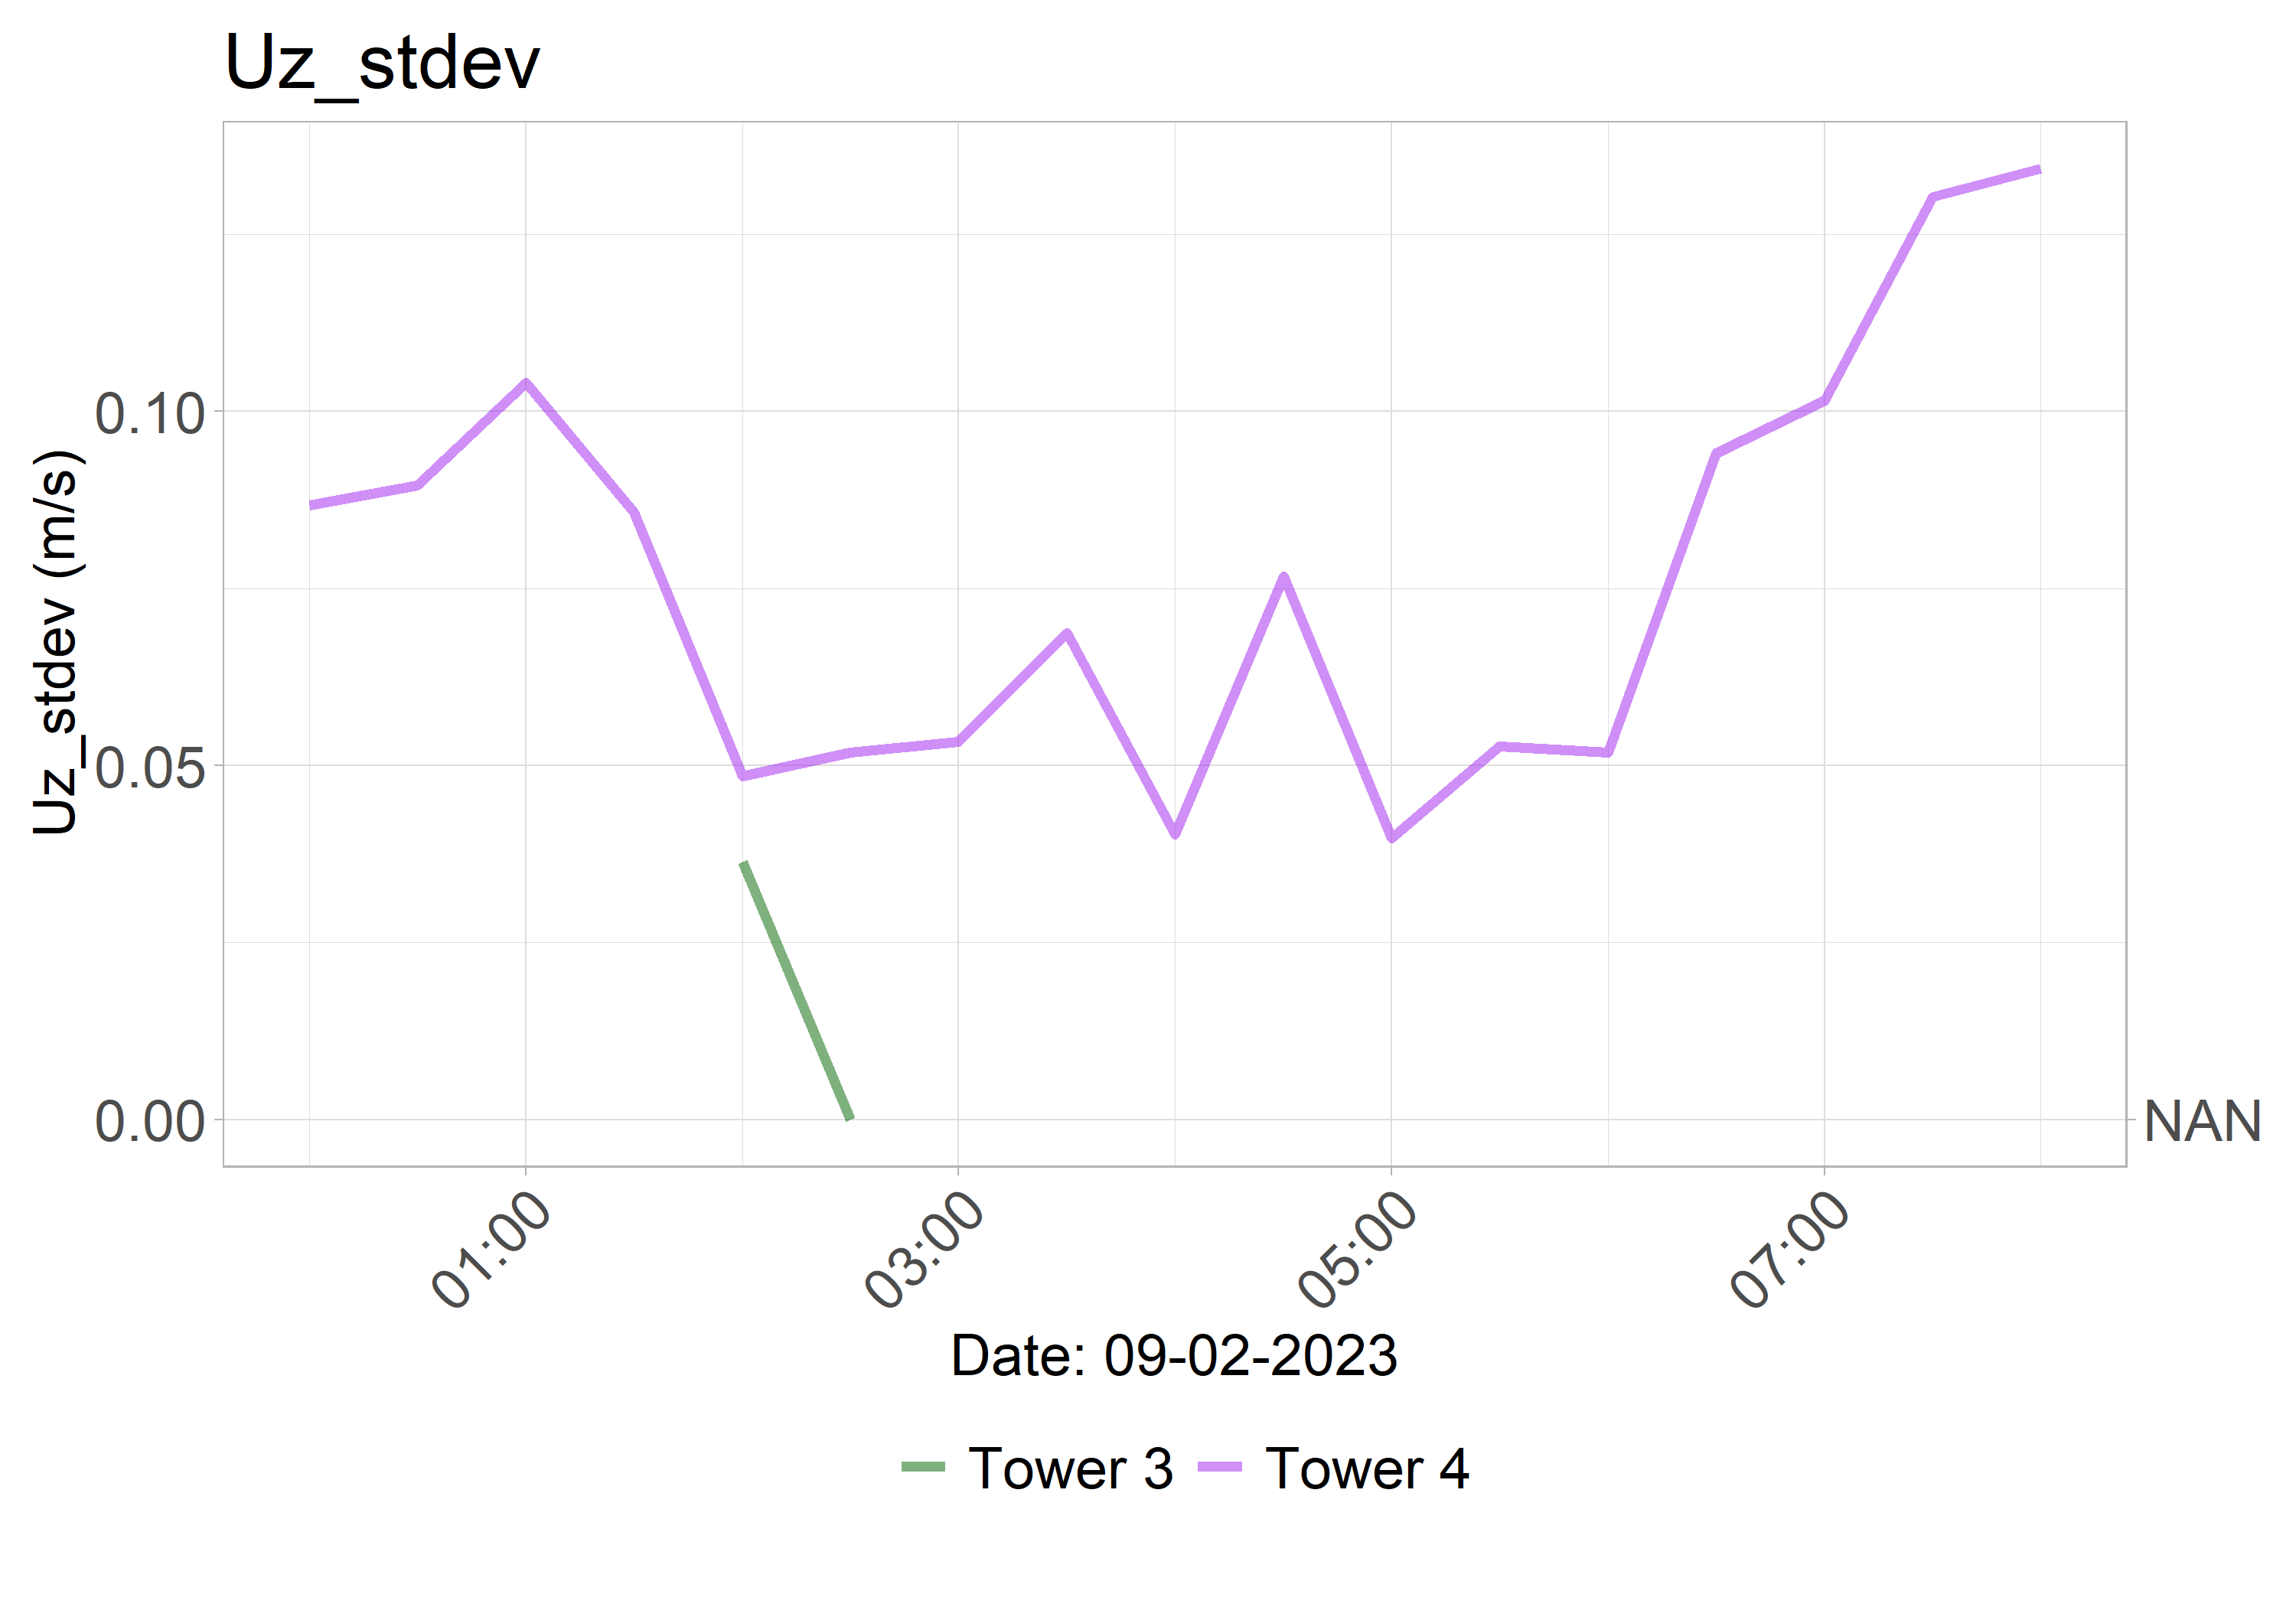 Uz_stdev
Uz_stdev (m/s)
0.10
0.05
0.00
NAN
01:00
03:00
05:00
07:00
Date: 09-02-2023
Tower 3
Tower 4